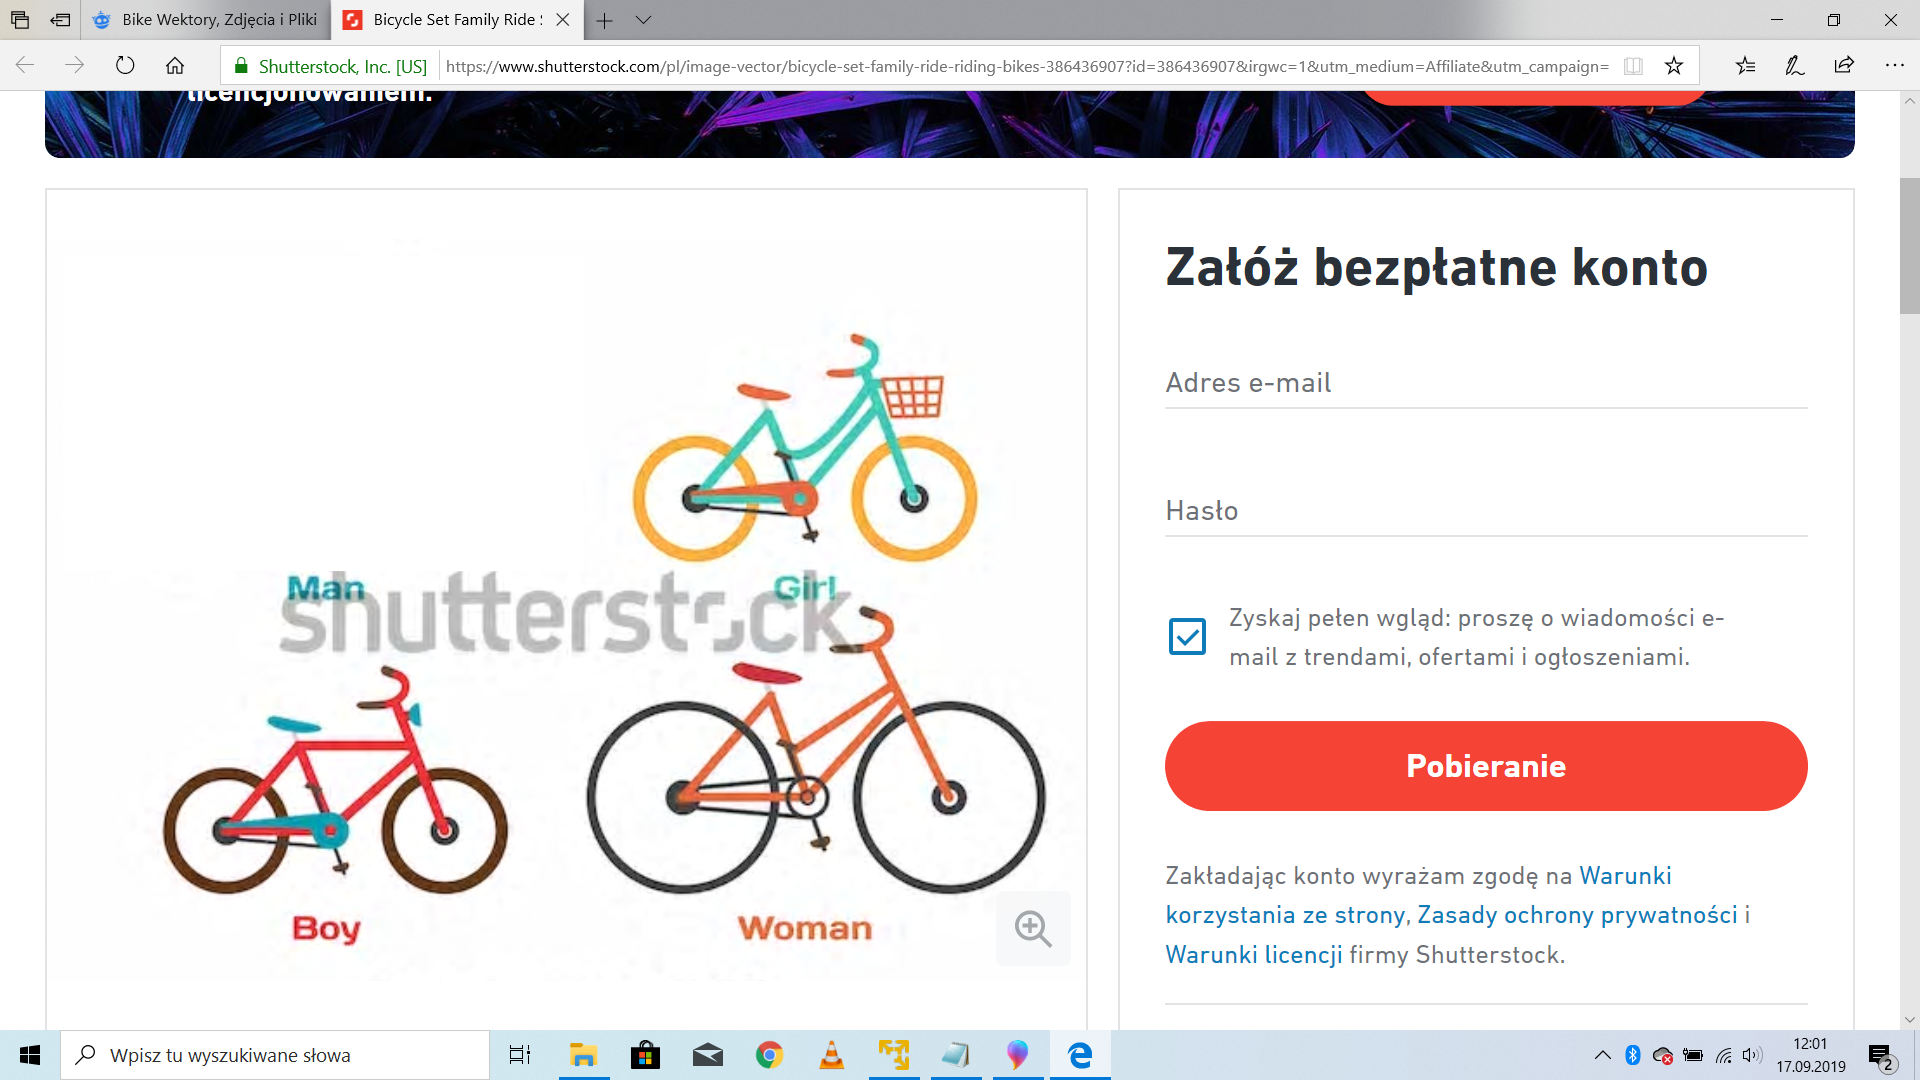 Bike Wektory, Zdjęcia i Pliki
Bicycle Set Family Ride
Shutterstock, Inc. [US]
https://www.shutterstock.com/pl/image-vector/bicycle-set-family-ride-riding-bikes-386436907?id=386436907&irgwc=1&utm_medium=Affiliate&utm_campaign=
licencjonowaniem.
Man
Girl
shutterstock
Boy
Woman
Załóż bezpłatne konto
Adres e-mail
Hasło
Zyskaj pełen wgląd: proszę o wiadomości e-
mail z trendami, ofertami i ogłoszeniami.
Pobieranie
Zakładając konto wyrażam zgodę na Warunki
korzystania ze strony, Zasady ochrony prywatności i
Warunki licencji firmy Shutterstock.
Wpisz tu wyszukiwane słowa
12:01
17.09.2019
2